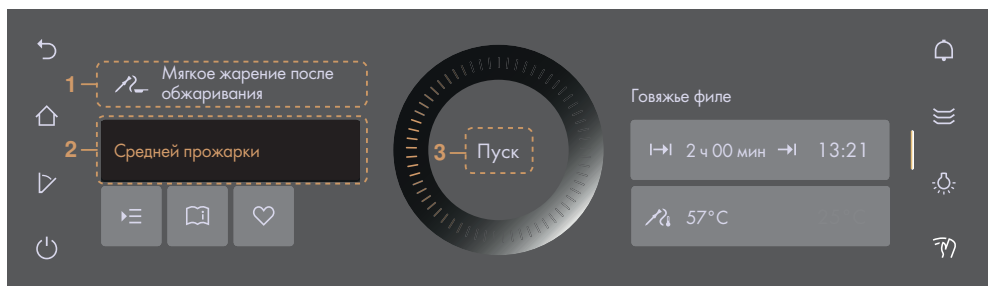 1
Мягкое жарение после
обжаривания
2
Средней прожарки
3
Пуск
Говяжье филе
2 ч 00 мин
13:21
57°C